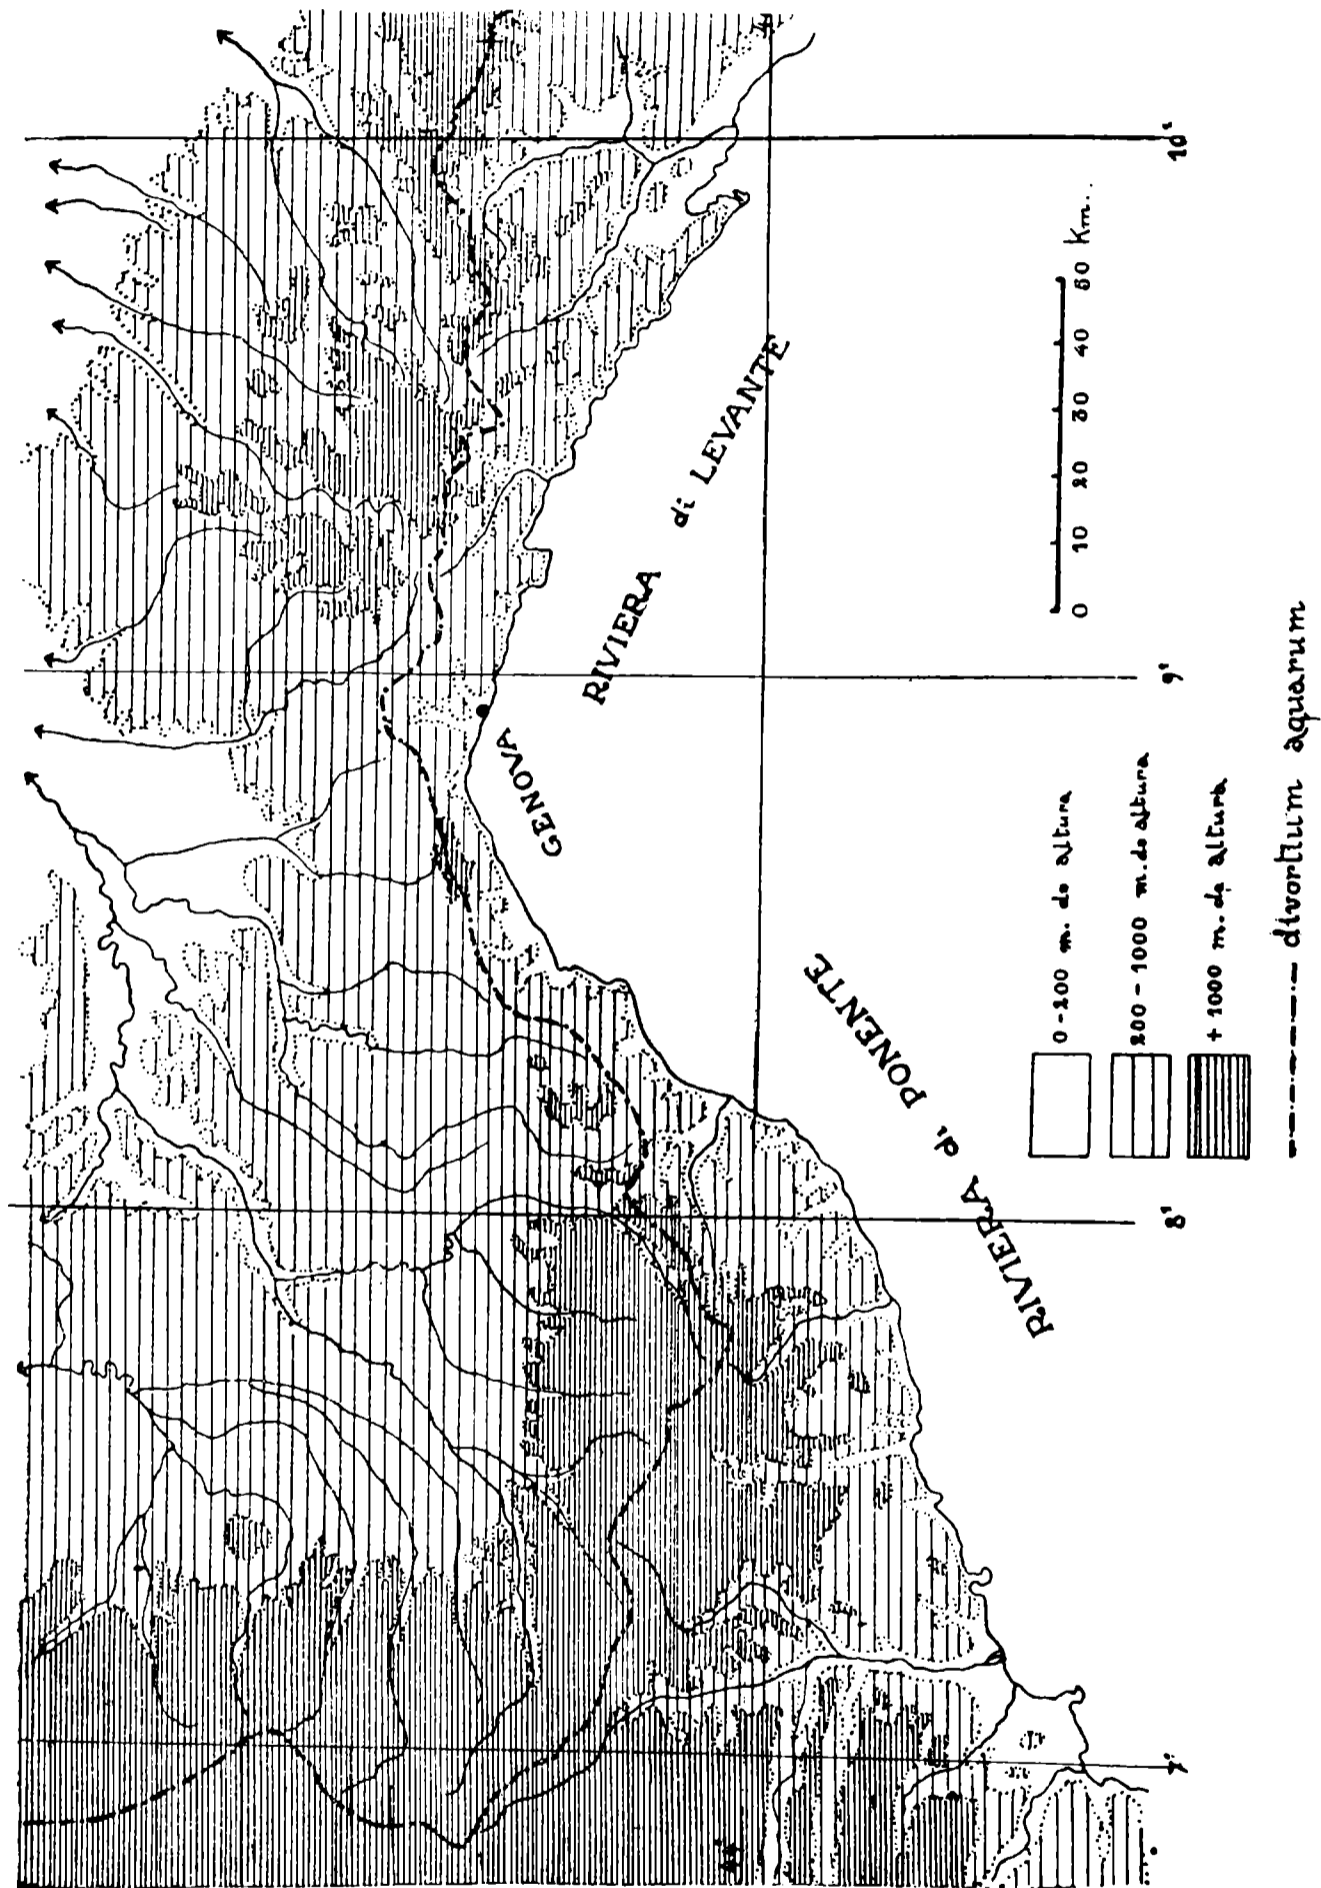 GENOVA
RIVIERA di LEVANTE
RIVIERA di PONENTE
7'
8'
9'
10'
0 10 20 30 40 50 Km.
0-200 m. de altura
200-1000 m. de altura
+1000 m. de altura
divortium aquarum